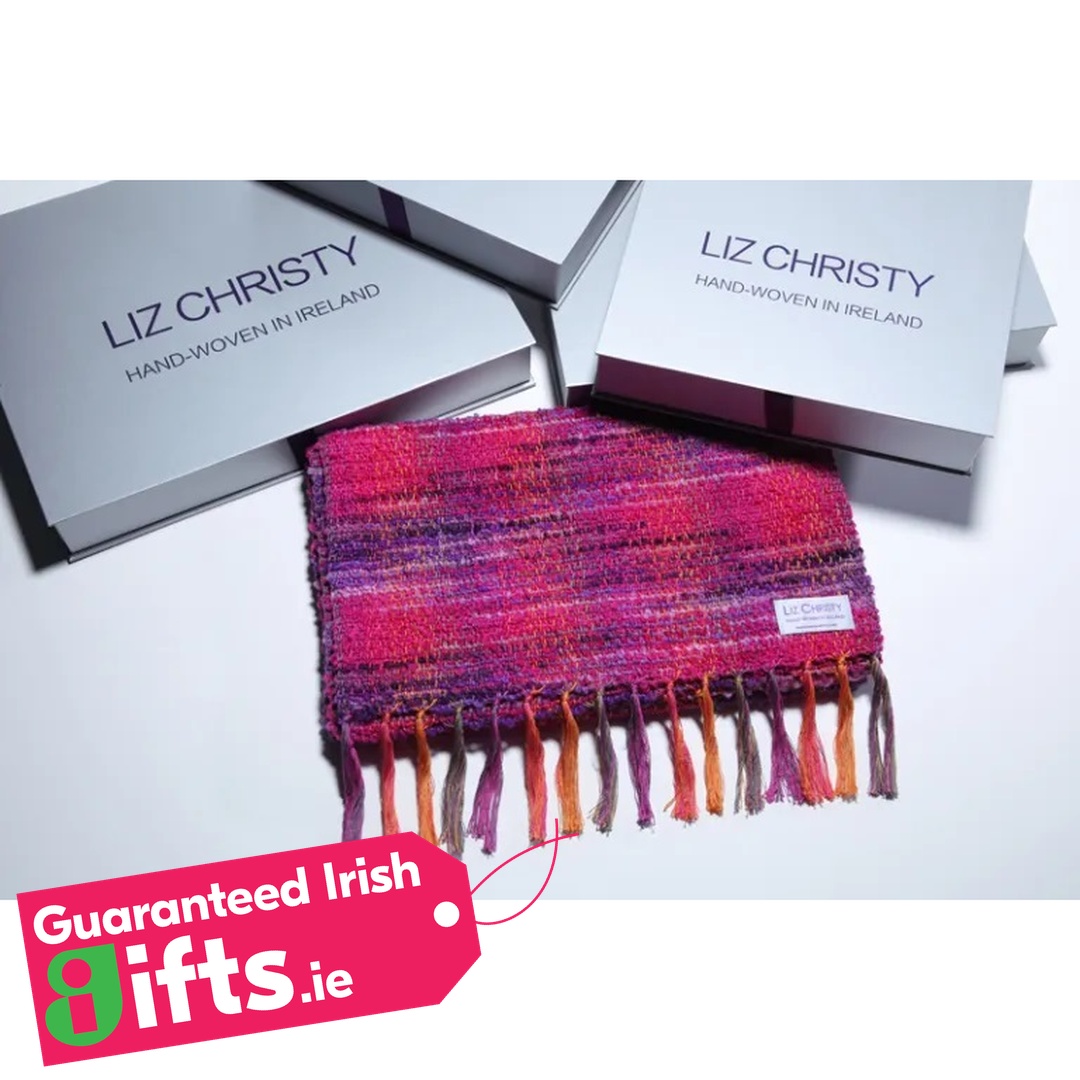 LIZ CHRISTY
HAND-WOVEN IN IRELAND
LIZ CHRISTY
HAND-WOVEN IN IRELAND
LIZ CHRISTY
Guaranteed Irish
Gifts.ie